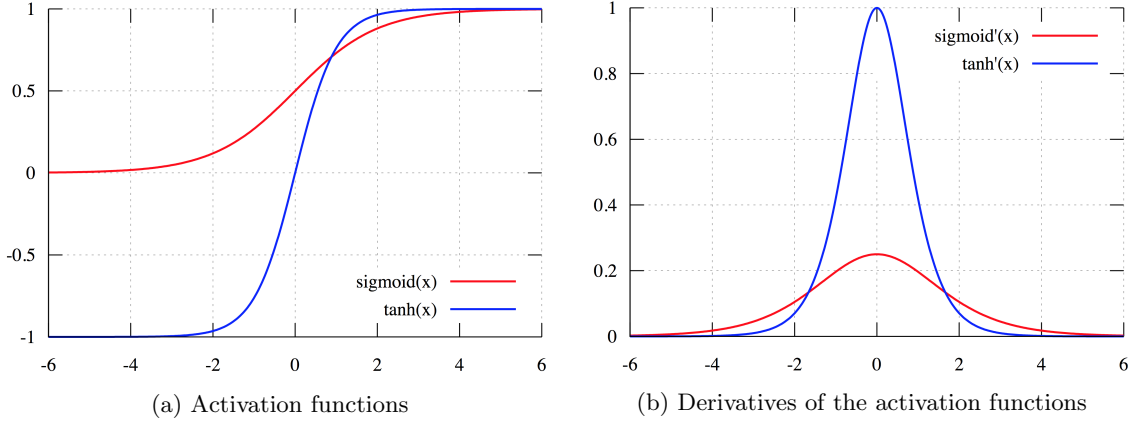 1
0.5
0
-0.5
-1
-6 -4 -2 0 2 4 6
sigmoid(x)
tanh(x)
(a) Activation functions
1
0.8
0.6
0.4
0.2
0
-6 -4 -2 0 2 4 6
sigmoid'(x)
tanh'(x)
(b) Derivatives of the activation functions